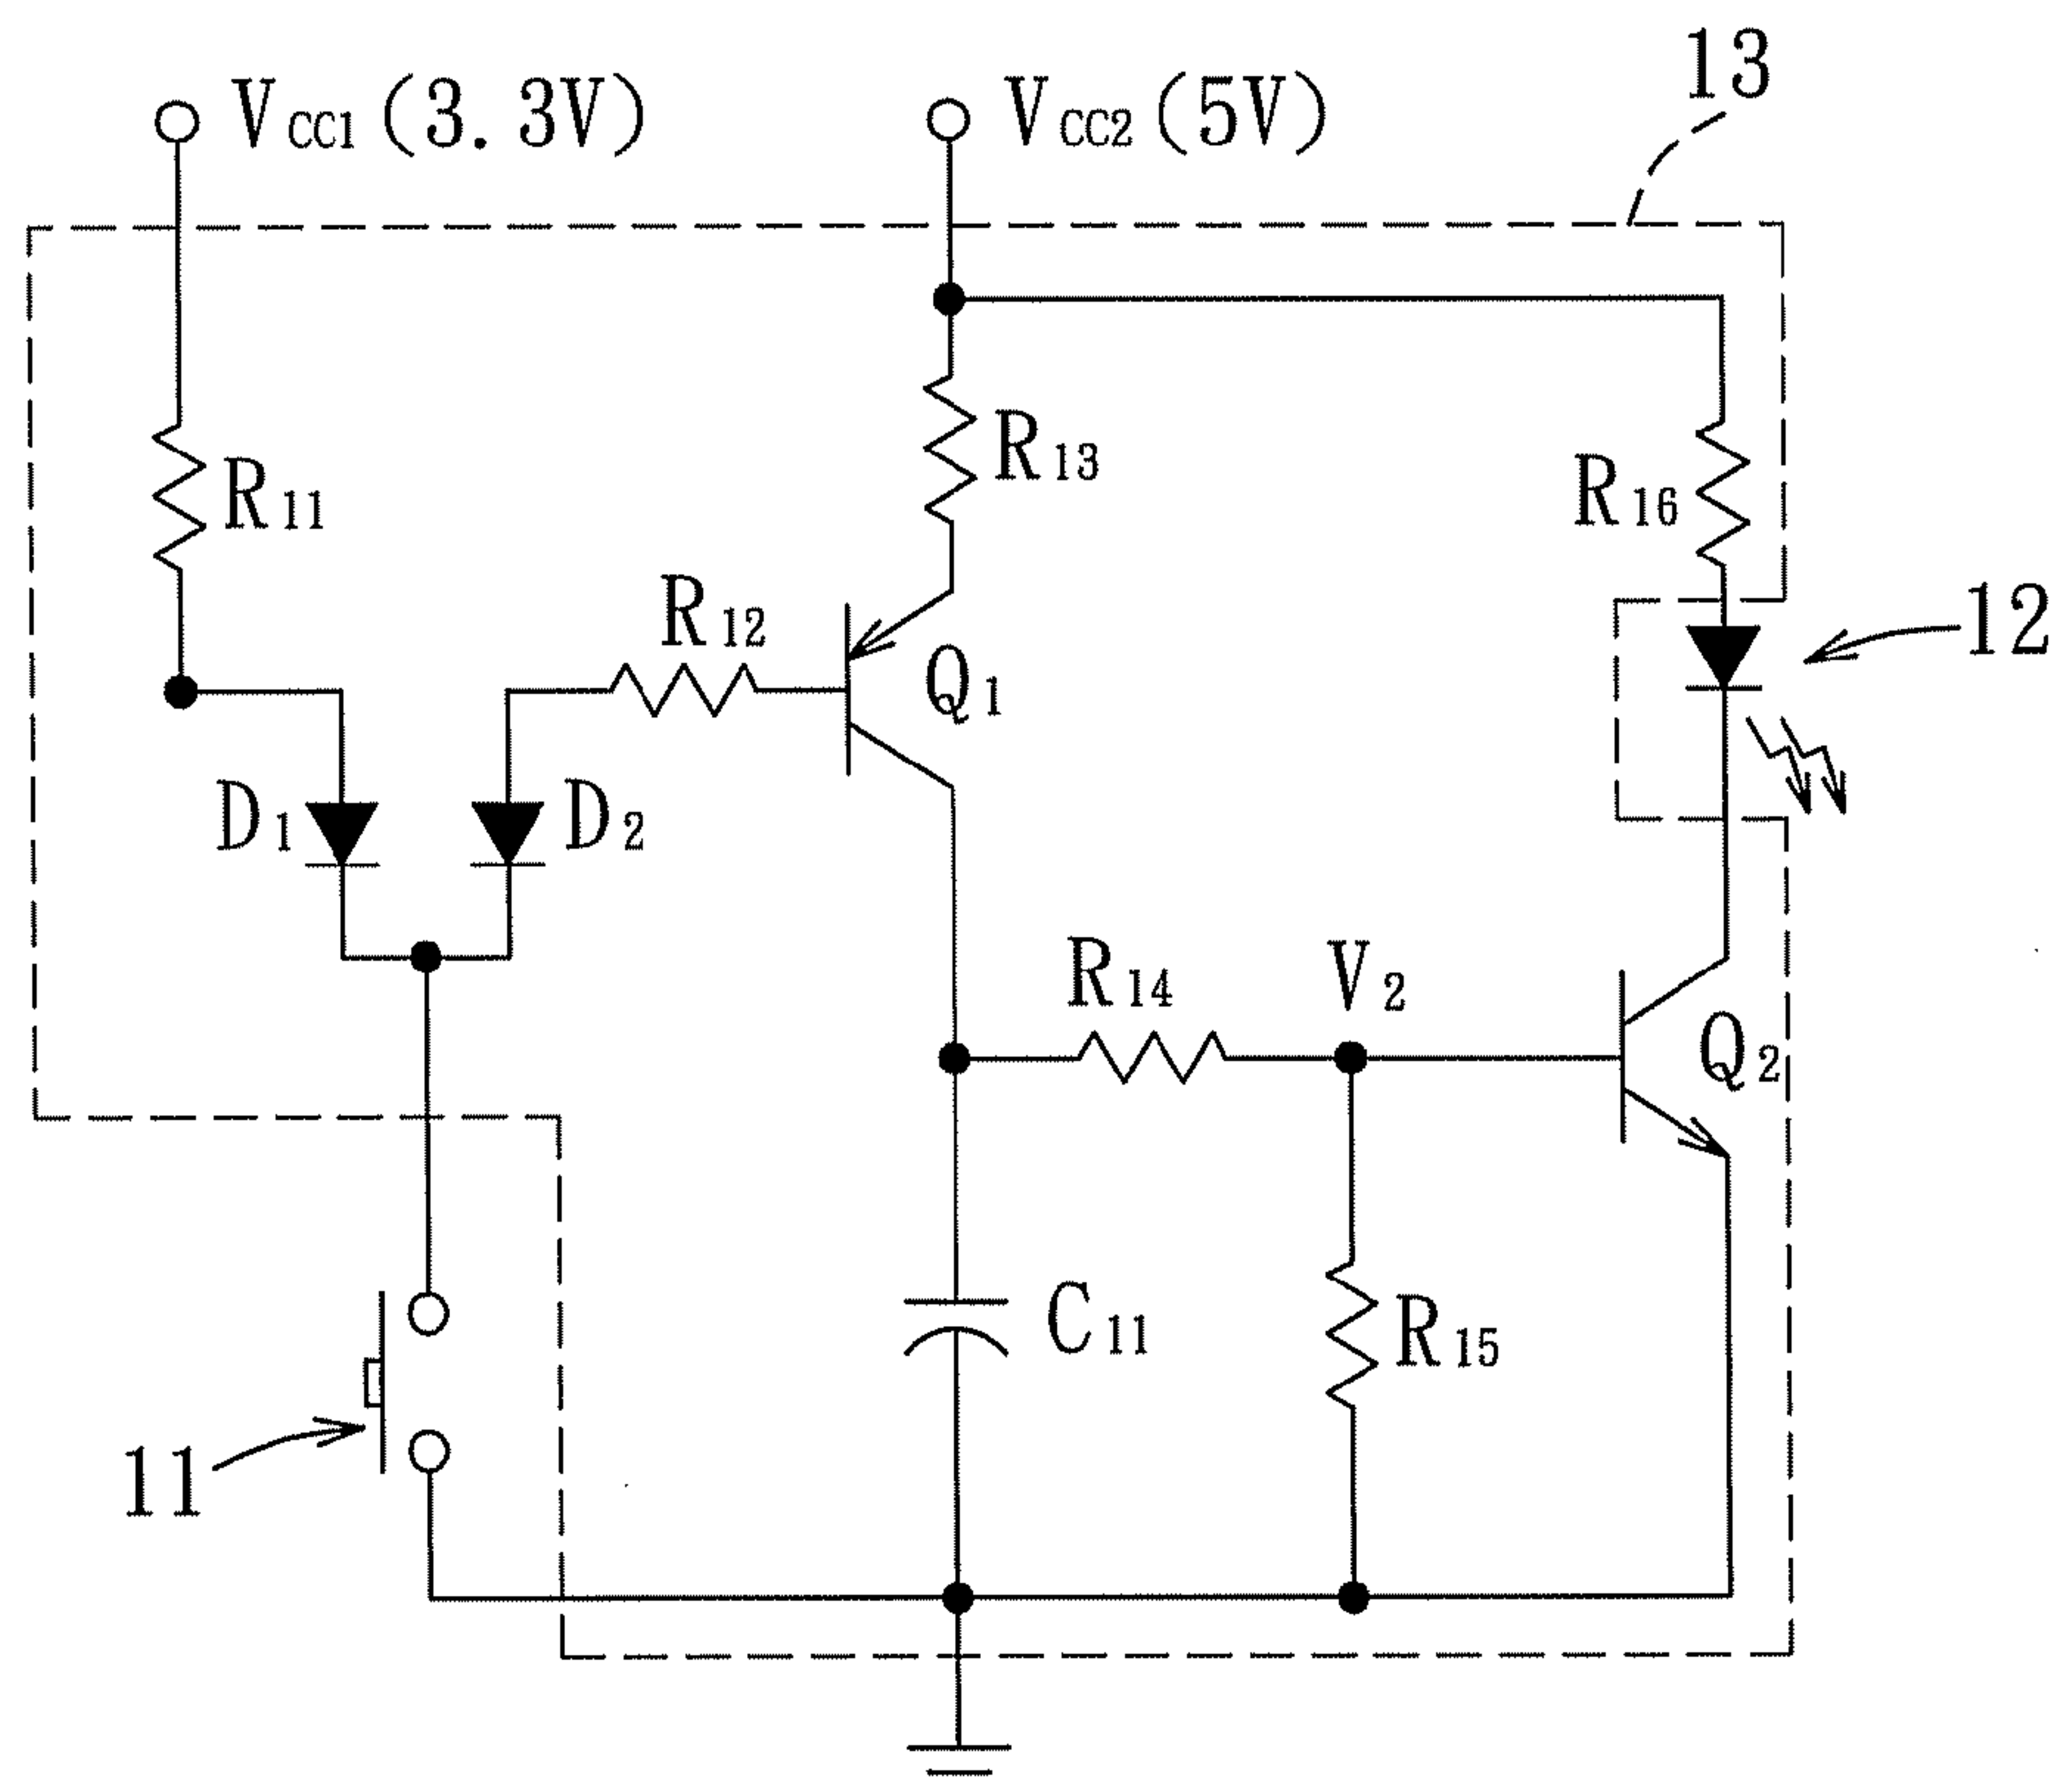 13
VCC1(3.3V)
VCC2(5V)
R13
R11
R16
R12
12
Q1
D1
D2
R14
V2
Q2
C11
R15
11